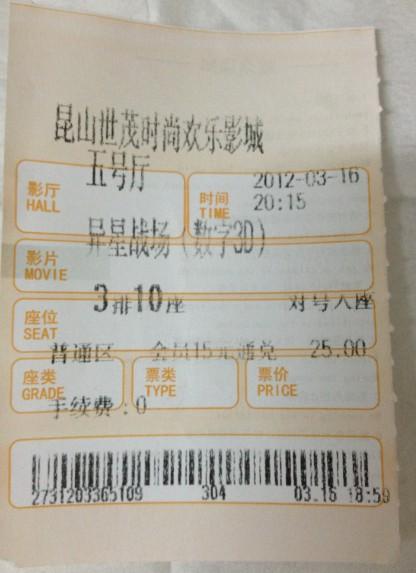 昆山世茂时尚欢乐影城
五号厅
影厅
HALL
时间
TIME
2012-03-16
20:15
异星战场（数字3D）
影片
MOVIE
3排10座 对号入座
座位
SEAT
普通区 会员15元通兑 25.00
座类
GRADE
票类
TYPE
票价
PRICE
手续费：0
2731203365109 304 03.16 18:59